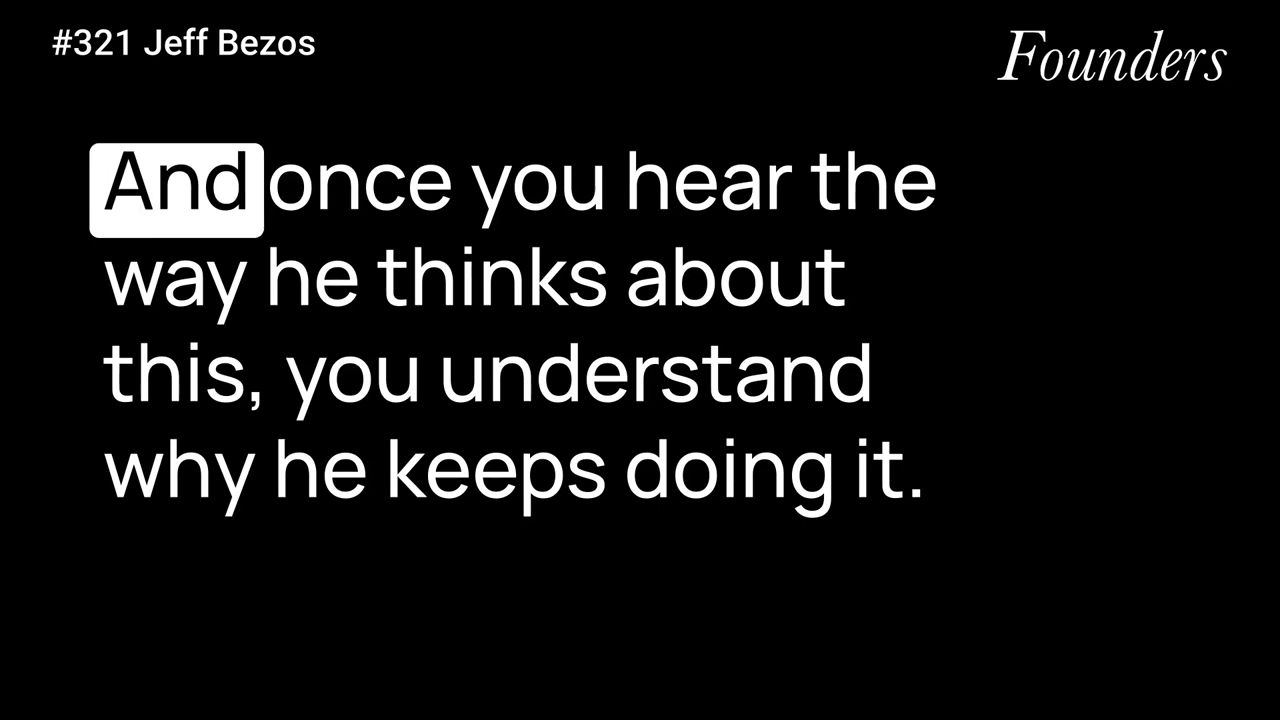 #321 Jeff Bezos
Founders
And once you hear the
way he thinks about
this, you understand
why he keeps doing it.